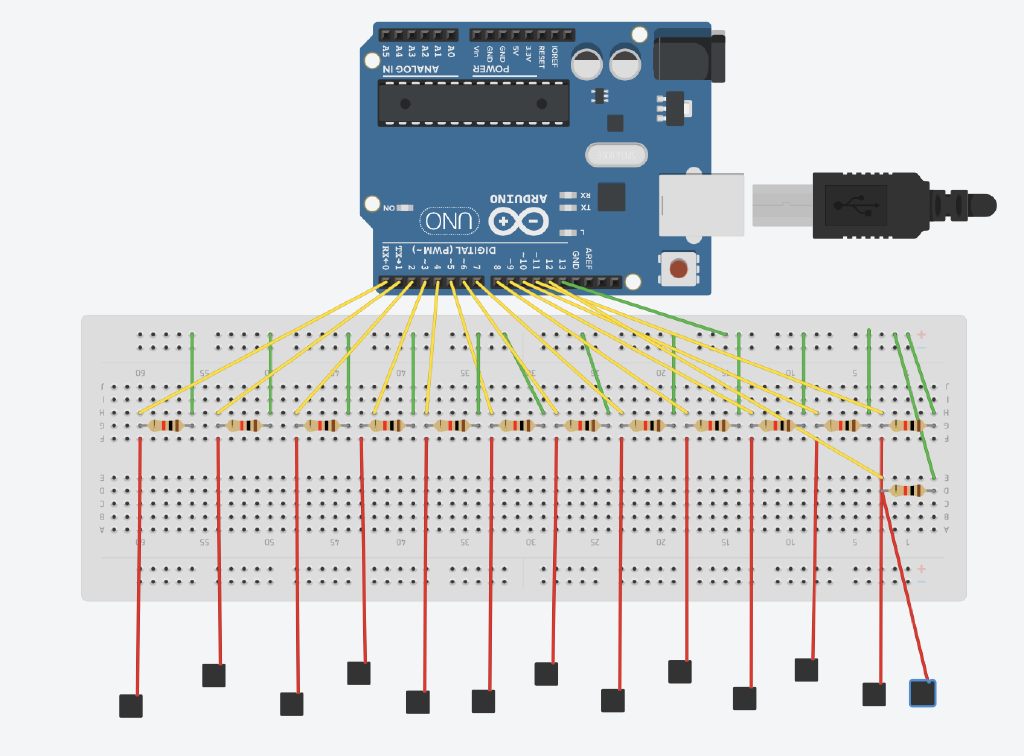 A5 A4 A3 A2 A1 A0
Vin GND GND 5V 3.3V RESET IOREF
ANALOG IN
POWER
ON
UNO
ARDUINO
RX
TX
L
DIGITAL (PWM~)
RX←0 TX→1 2 ~3 4 ~5 ~6 7 8 ~9 ~10 ~11 12 13 GND AREF
+
-
60 55 50 45 40 35 30 25 20 15 10 5 1
J J
I I
H H
G G
F F
E E
D D
C C
B B
A A
60 55 50 45 40 35 30 25 20 15 10 5 1
+
-